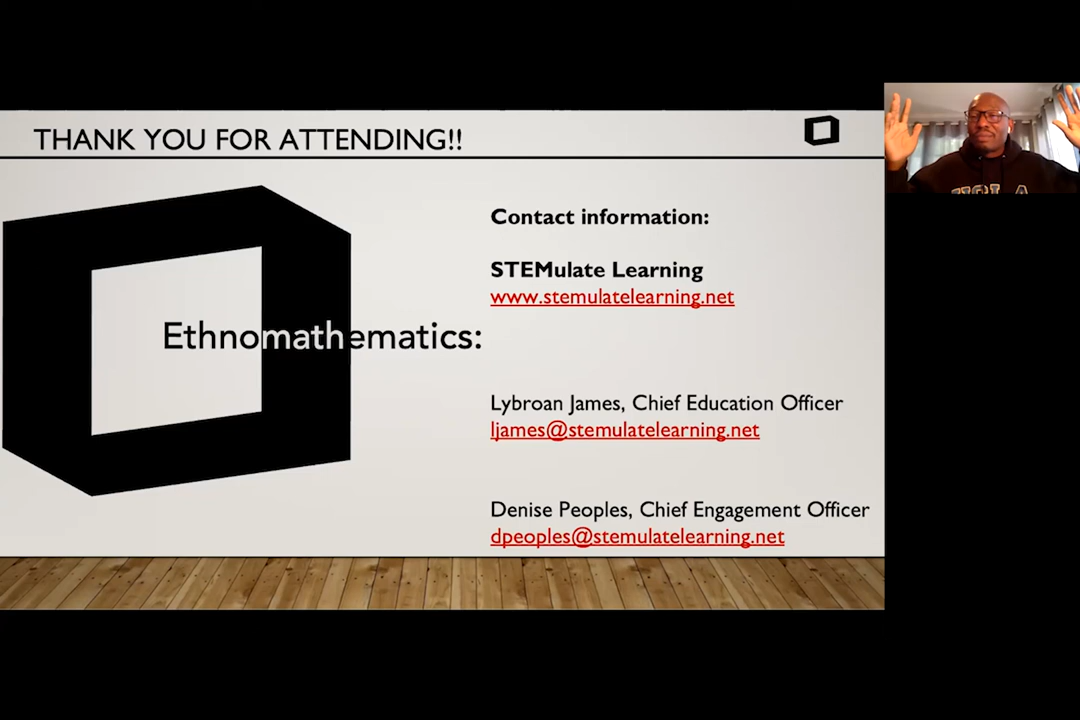 THANK YOU FOR ATTENDING!!
Contact information:
STEMulate Learning
www.stemulatelearning.net
Ethnomathematics:
Lybroan James, Chief Education Officer
ljames@stemulatelearning.net
Denise Peoples, Chief Engagement Officer
dpeoples@stemulatelearning.net